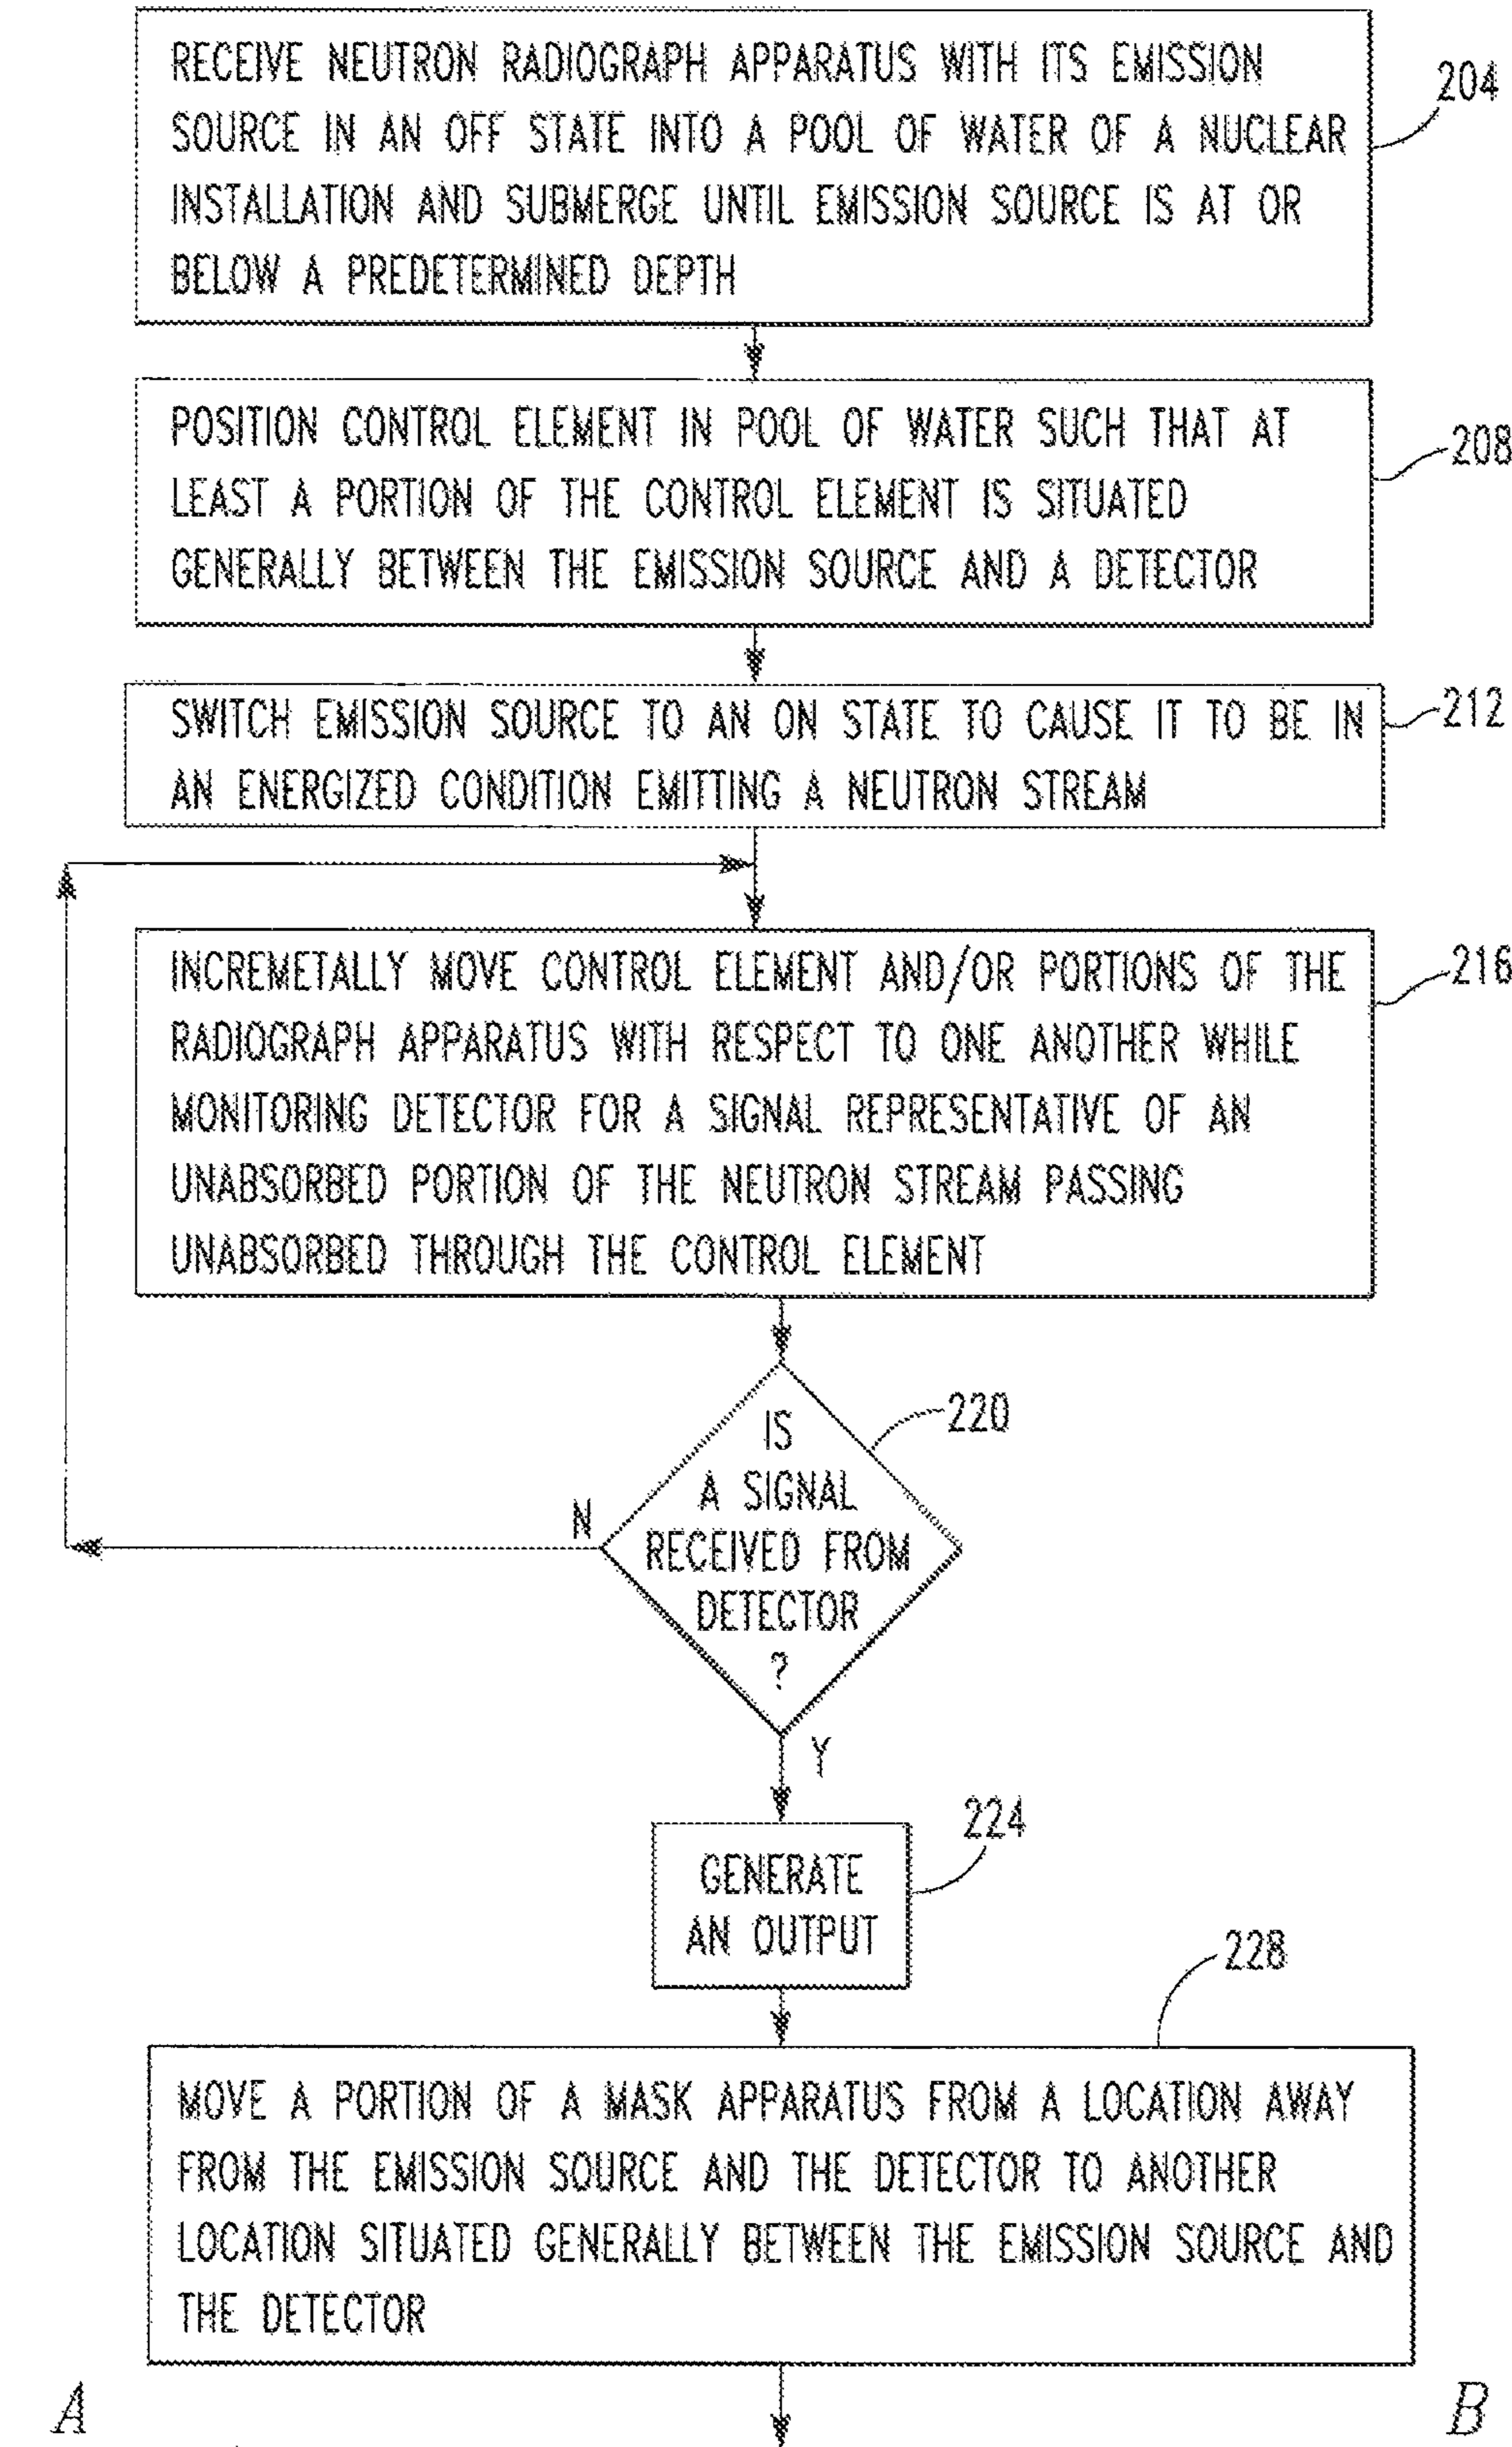 RECEIVE NEUTRON RADIOGRAPH APPARATUS WITH ITS EMISSION
SOURCE IN AN OFF STATE INTO A POOL OF WATER OF A NUCLEAR
INSTALLATION AND SUBMERGE UNTIL EMISSION SOURCE IS AT OR
BELOW A PREDETERMINED DEPTH
204
POSITION CONTROL ELEMENT IN POOL OF WATER SUCH THAT AT
LEAST A PORTION OF THE CONTROL ELEMENT IS SITUATED
GENERALLY BETWEEN THE EMISSION SOURCE AND A DETECTOR
208
SWITCH EMISSION SOURCE TO AN ON STATE TO CAUSE IT TO BE IN
AN ENERGIZED CONDITION EMITTING A NEUTRON STREAM
212
INCREMETALLY MOVE CONTROL ELEMENT AND/OR PORTIONS OF THE
RADIOGRAPH APPARATUS WITH RESPECT TO ONE ANOTHER WHILE
MONITORING DETECTOR FOR A SIGNAL REPRESENTATIVE OF AN
UNABSORBED PORTION OF THE NEUTRON STREAM PASSING
UNABSORBED THROUGH THE CONTROL ELEMENT
216
IS
A SIGNAL
RECEIVED FROM
DETECTOR
?
220
N
Y
GENERATE
AN OUTPUT
224
228
MOVE A PORTION OF A MASK APPARATUS FROM A LOCATION AWAY
FROM THE EMISSION SOURCE AND THE DETECTOR TO ANOTHER
LOCATION SITUATED GENERALLY BETWEEN THE EMISSION SOURCE AND
THE DETECTOR
A
B